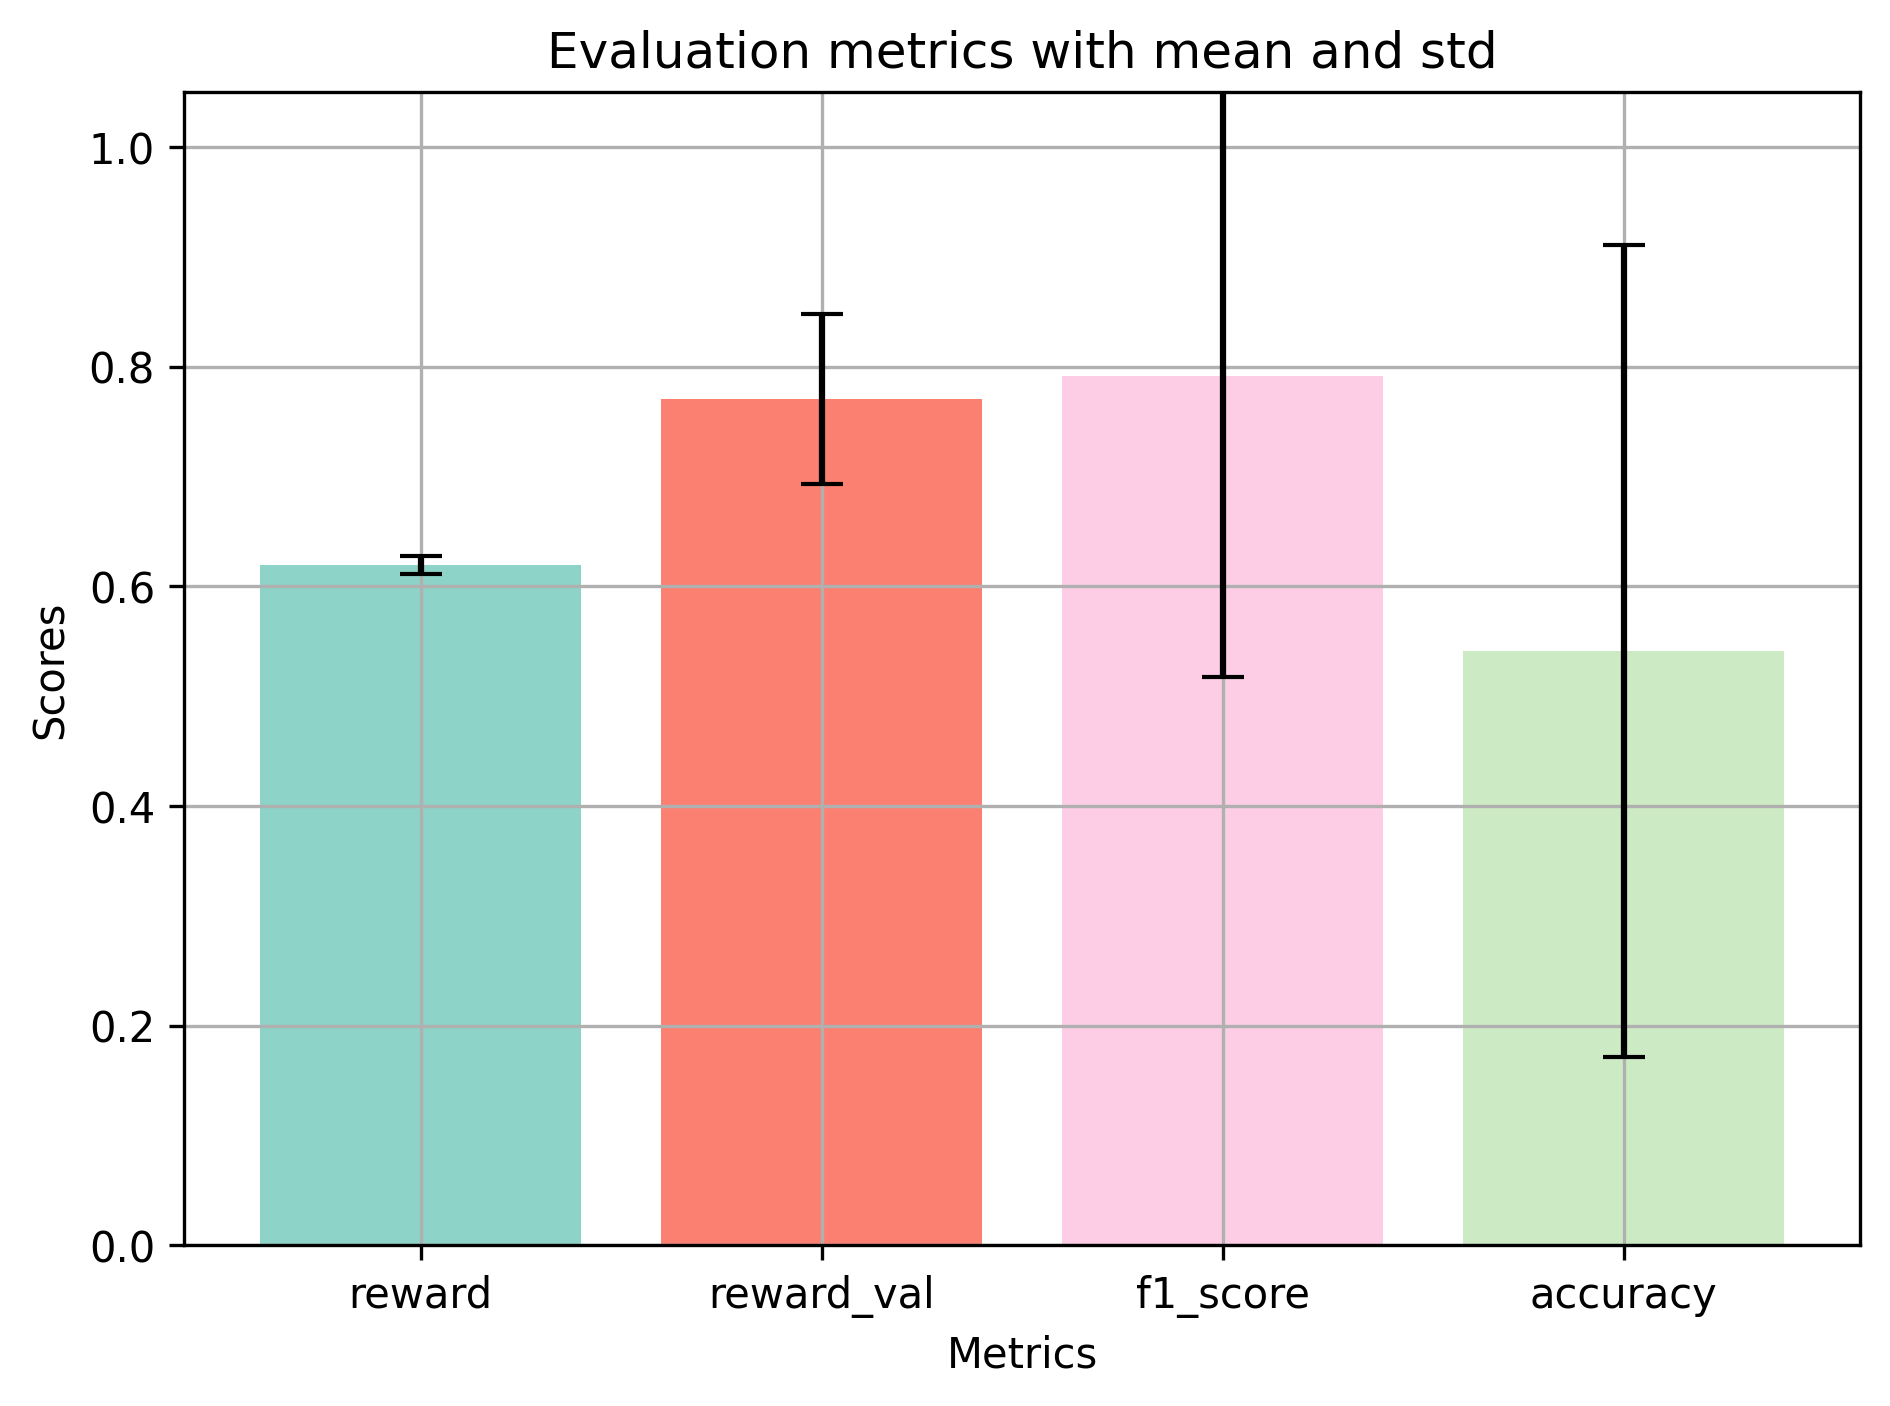 Evaluation metrics with mean and std
1.0
0.8
0.6
0.4
0.2
0.0
Scores
reward reward_val f1_score accuracy
Metrics